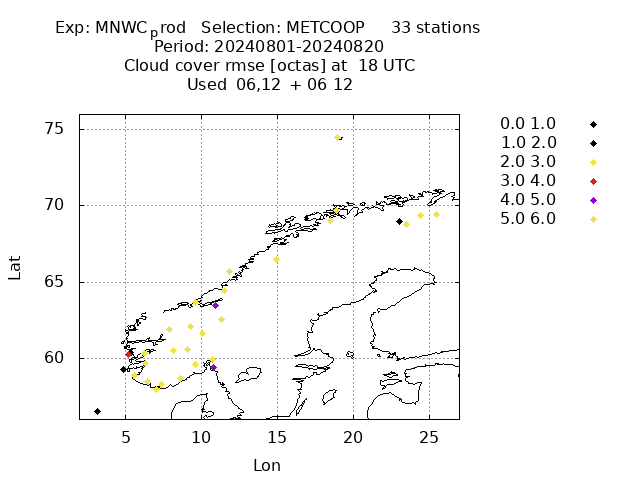 Exp: MNWCprod Selection: METCOOP 33 stations
Period: 20240801-20240820
Cloud cover rmse [octas] at 18 UTC
Used 06,12 + 06 12
75
70
65
60
5 10 15 20 25
Lat
Lon
0.0 1.0
1.0 2.0
2.0 3.0
3.0 4.0
4.0 5.0
5.0 6.0